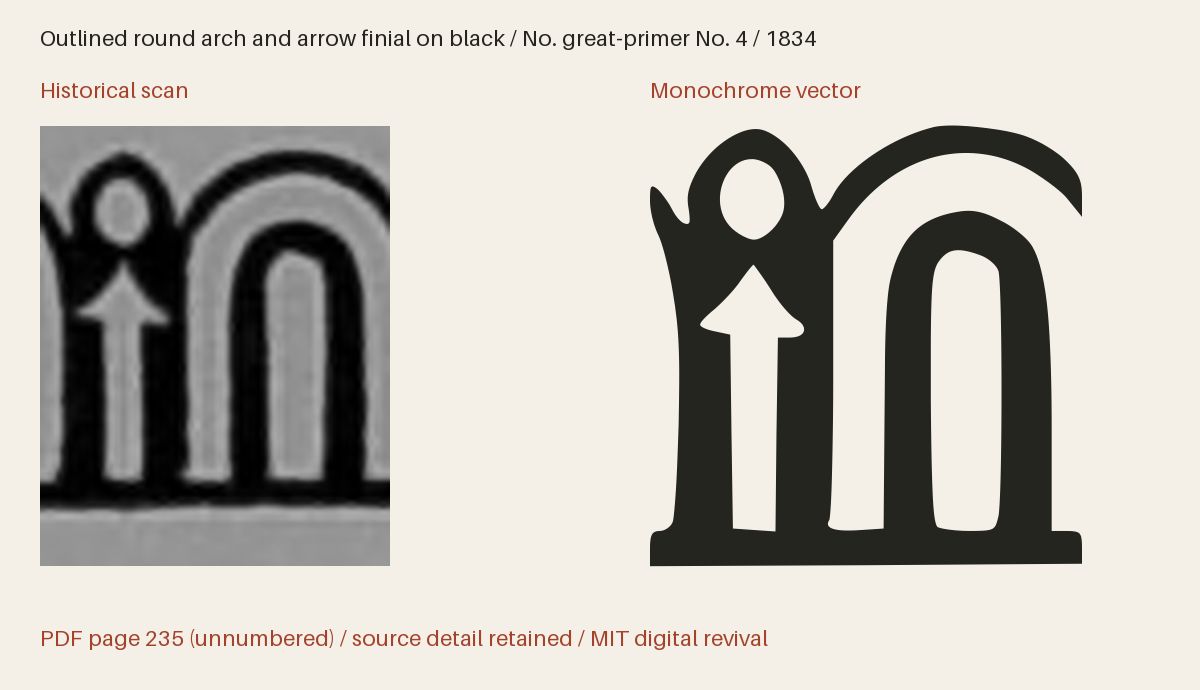 Outlined round arch and arrow finial on black / No. great-primer No. 4 / 1834
Historical scan
Monochrome vector
PDF page 235 (unnumbered) / source detail retained / MIT digital revival